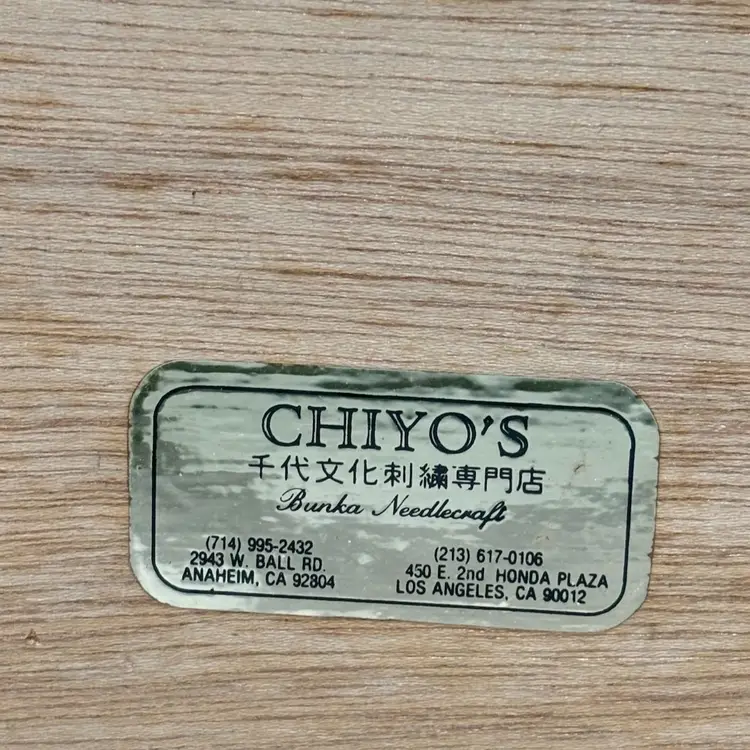 CHIYO'S
千代文化刺繡専門店
Bunka Needlecraft
(714) 995-2432
2943 W. BALL RD.
ANAHEIM, CA 92804
(213) 617-0106
450 E. 2nd HONDA PLAZA
LOS ANGELES, CA 90012